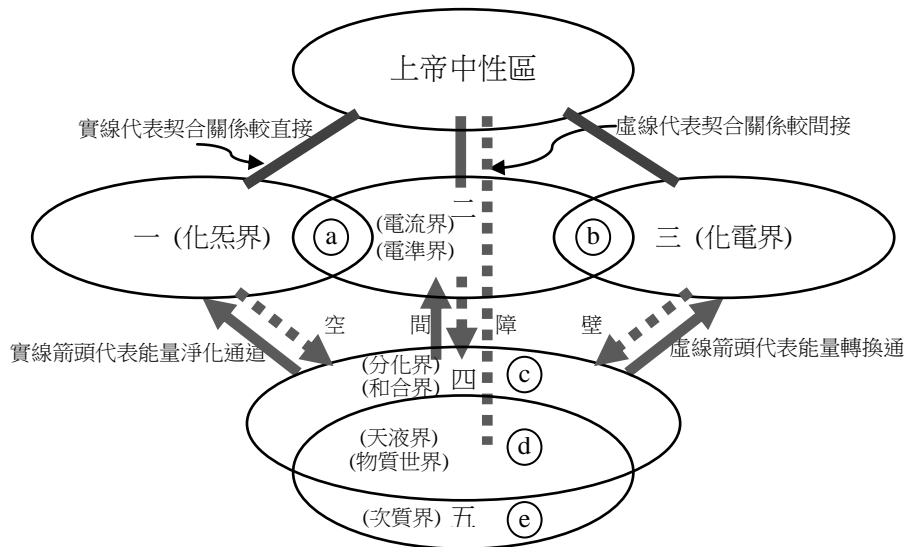 上帝中性區
實線代表契合關係較直接
虛線代表契合關係較間接
一 (化炁界)
a
二
(電流界)
(電準界)
b
三 (化電界)
空 間 障 壁
實線箭頭代表能量淨化通道
虛線箭頭代表能量轉換通
(分化界)
(和合界)
四
c
(天液界)
(物質世界)
d
(次質界) 五
e